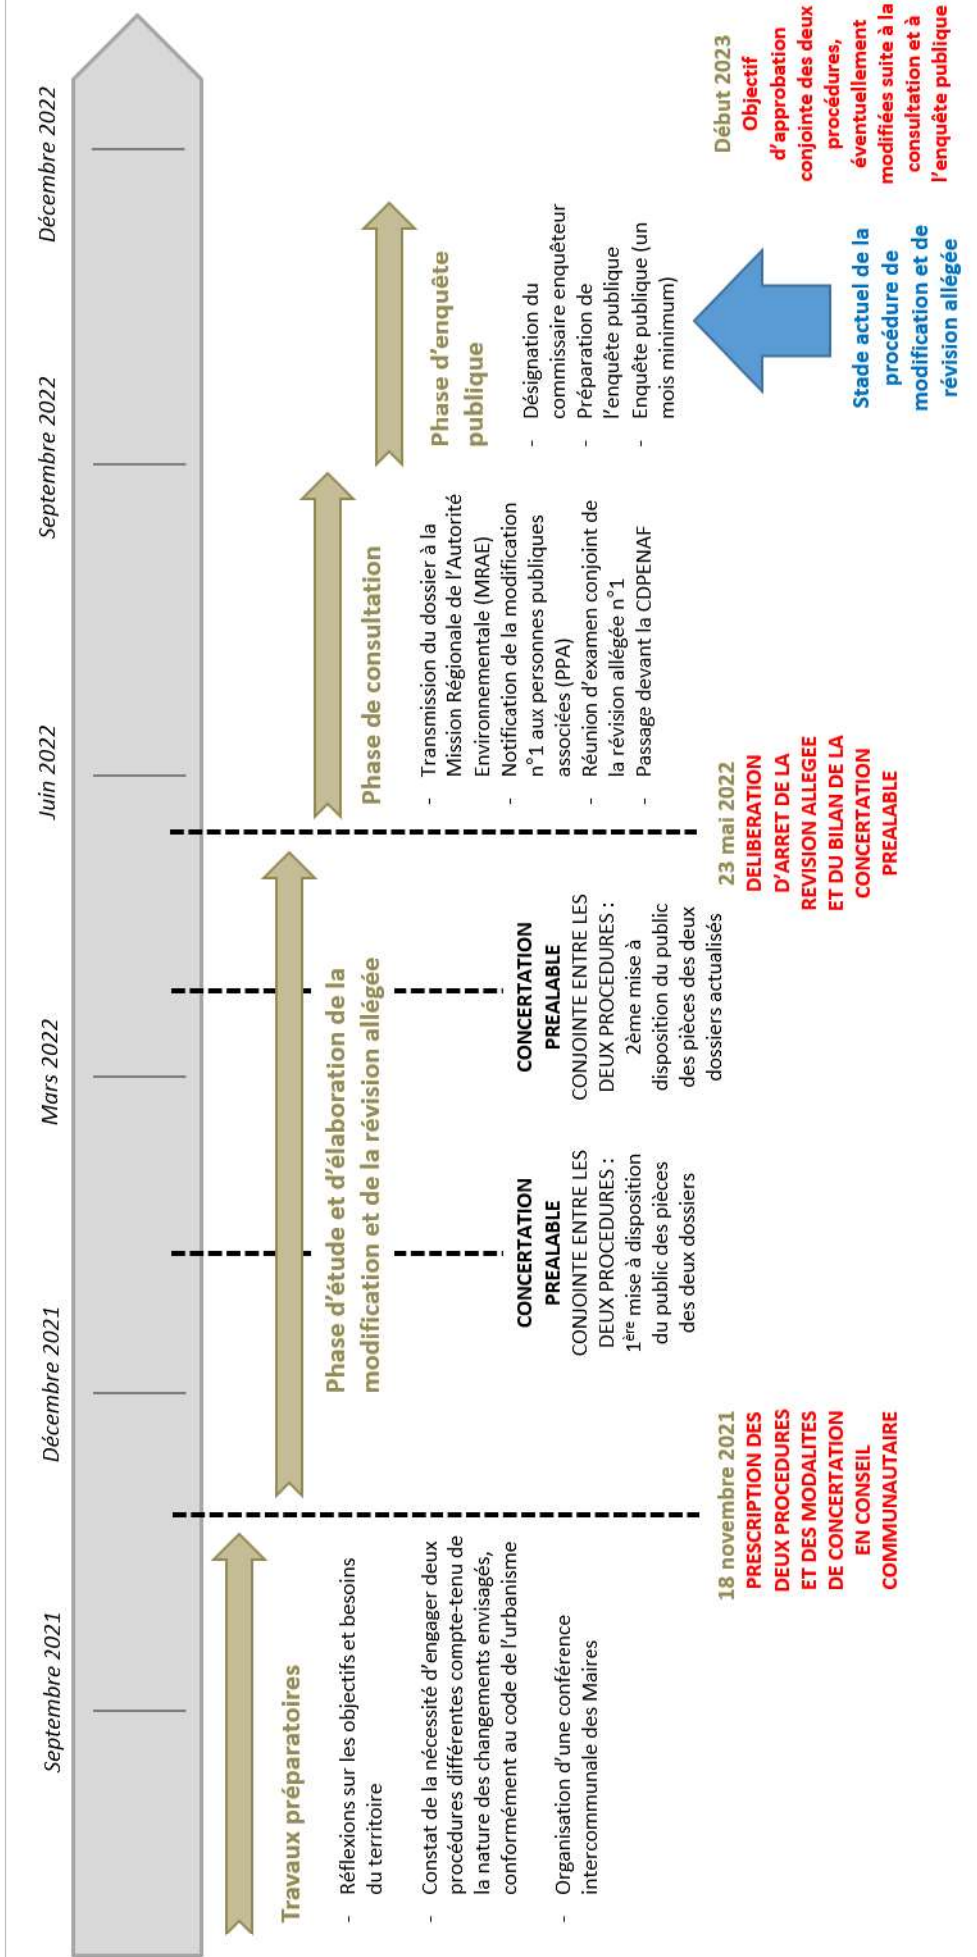 Septembre 2021
Décembre 2021
Mars 2022
Juin 2022
Septembre 2022
Décembre 2022
Travaux préparatoires
- Réflexions sur les objectifs et besoins
du territoire
- Constat de la nécessité d'engager deux
procédures différentes compte-tenu de
la nature des changements envisagés,
conformément au code de l'urbanisme
- Organisation d'une conférence
intercommunale des Maires
18 novembre 2021
PRESCRIPTION DES
DEUX PROCEDURES
ET DES MODALITES
DE CONCERTATION
EN CONSEIL
COMMUNAUTAIRE
Phase d'étude et d'élaboration de la
modification et de la révision allégée
CONCERTATION
PREALABLE
CONJOINTE ENTRE LES
DEUX PROCEDURES :
1ère mise à disposition
du public des pièces
des deux dossiers
CONCERTATION
PREALABLE
CONJOINTE ENTRE LES
DEUX PROCEDURES :
2ème mise à
disposition du public
des pièces des deux
dossiers actualisés
23 mai 2022
DELIBERATION
D'ARRET DE LA
REVISION ALLEGEE
ET DU BILAN DE LA
CONCERTATION
PREALABLE
Phase de consultation
- Transmission du dossier à la
Mission Régionale de l'Autorité
Environnementale (MRAE)
- Notification de la modification
n°1 aux personnes publiques
associées (PPA)
- Réunion d'examen conjoint de
la révision allégée n°1
- Passage devant la CDPENAF
Phase d'enquête
publique
- Désignation du
commissaire enquêteur
- Préparation de
l'enquête publique
- Enquête publique (un
mois minimum)
Stade actuel de la
procédure de
modification et de
révision allégée
Début 2023
Objectif
d'approbation
conjointe des deux
procédures,
éventuellement
modifiées suite à la
consultation et à
l'enquête publique